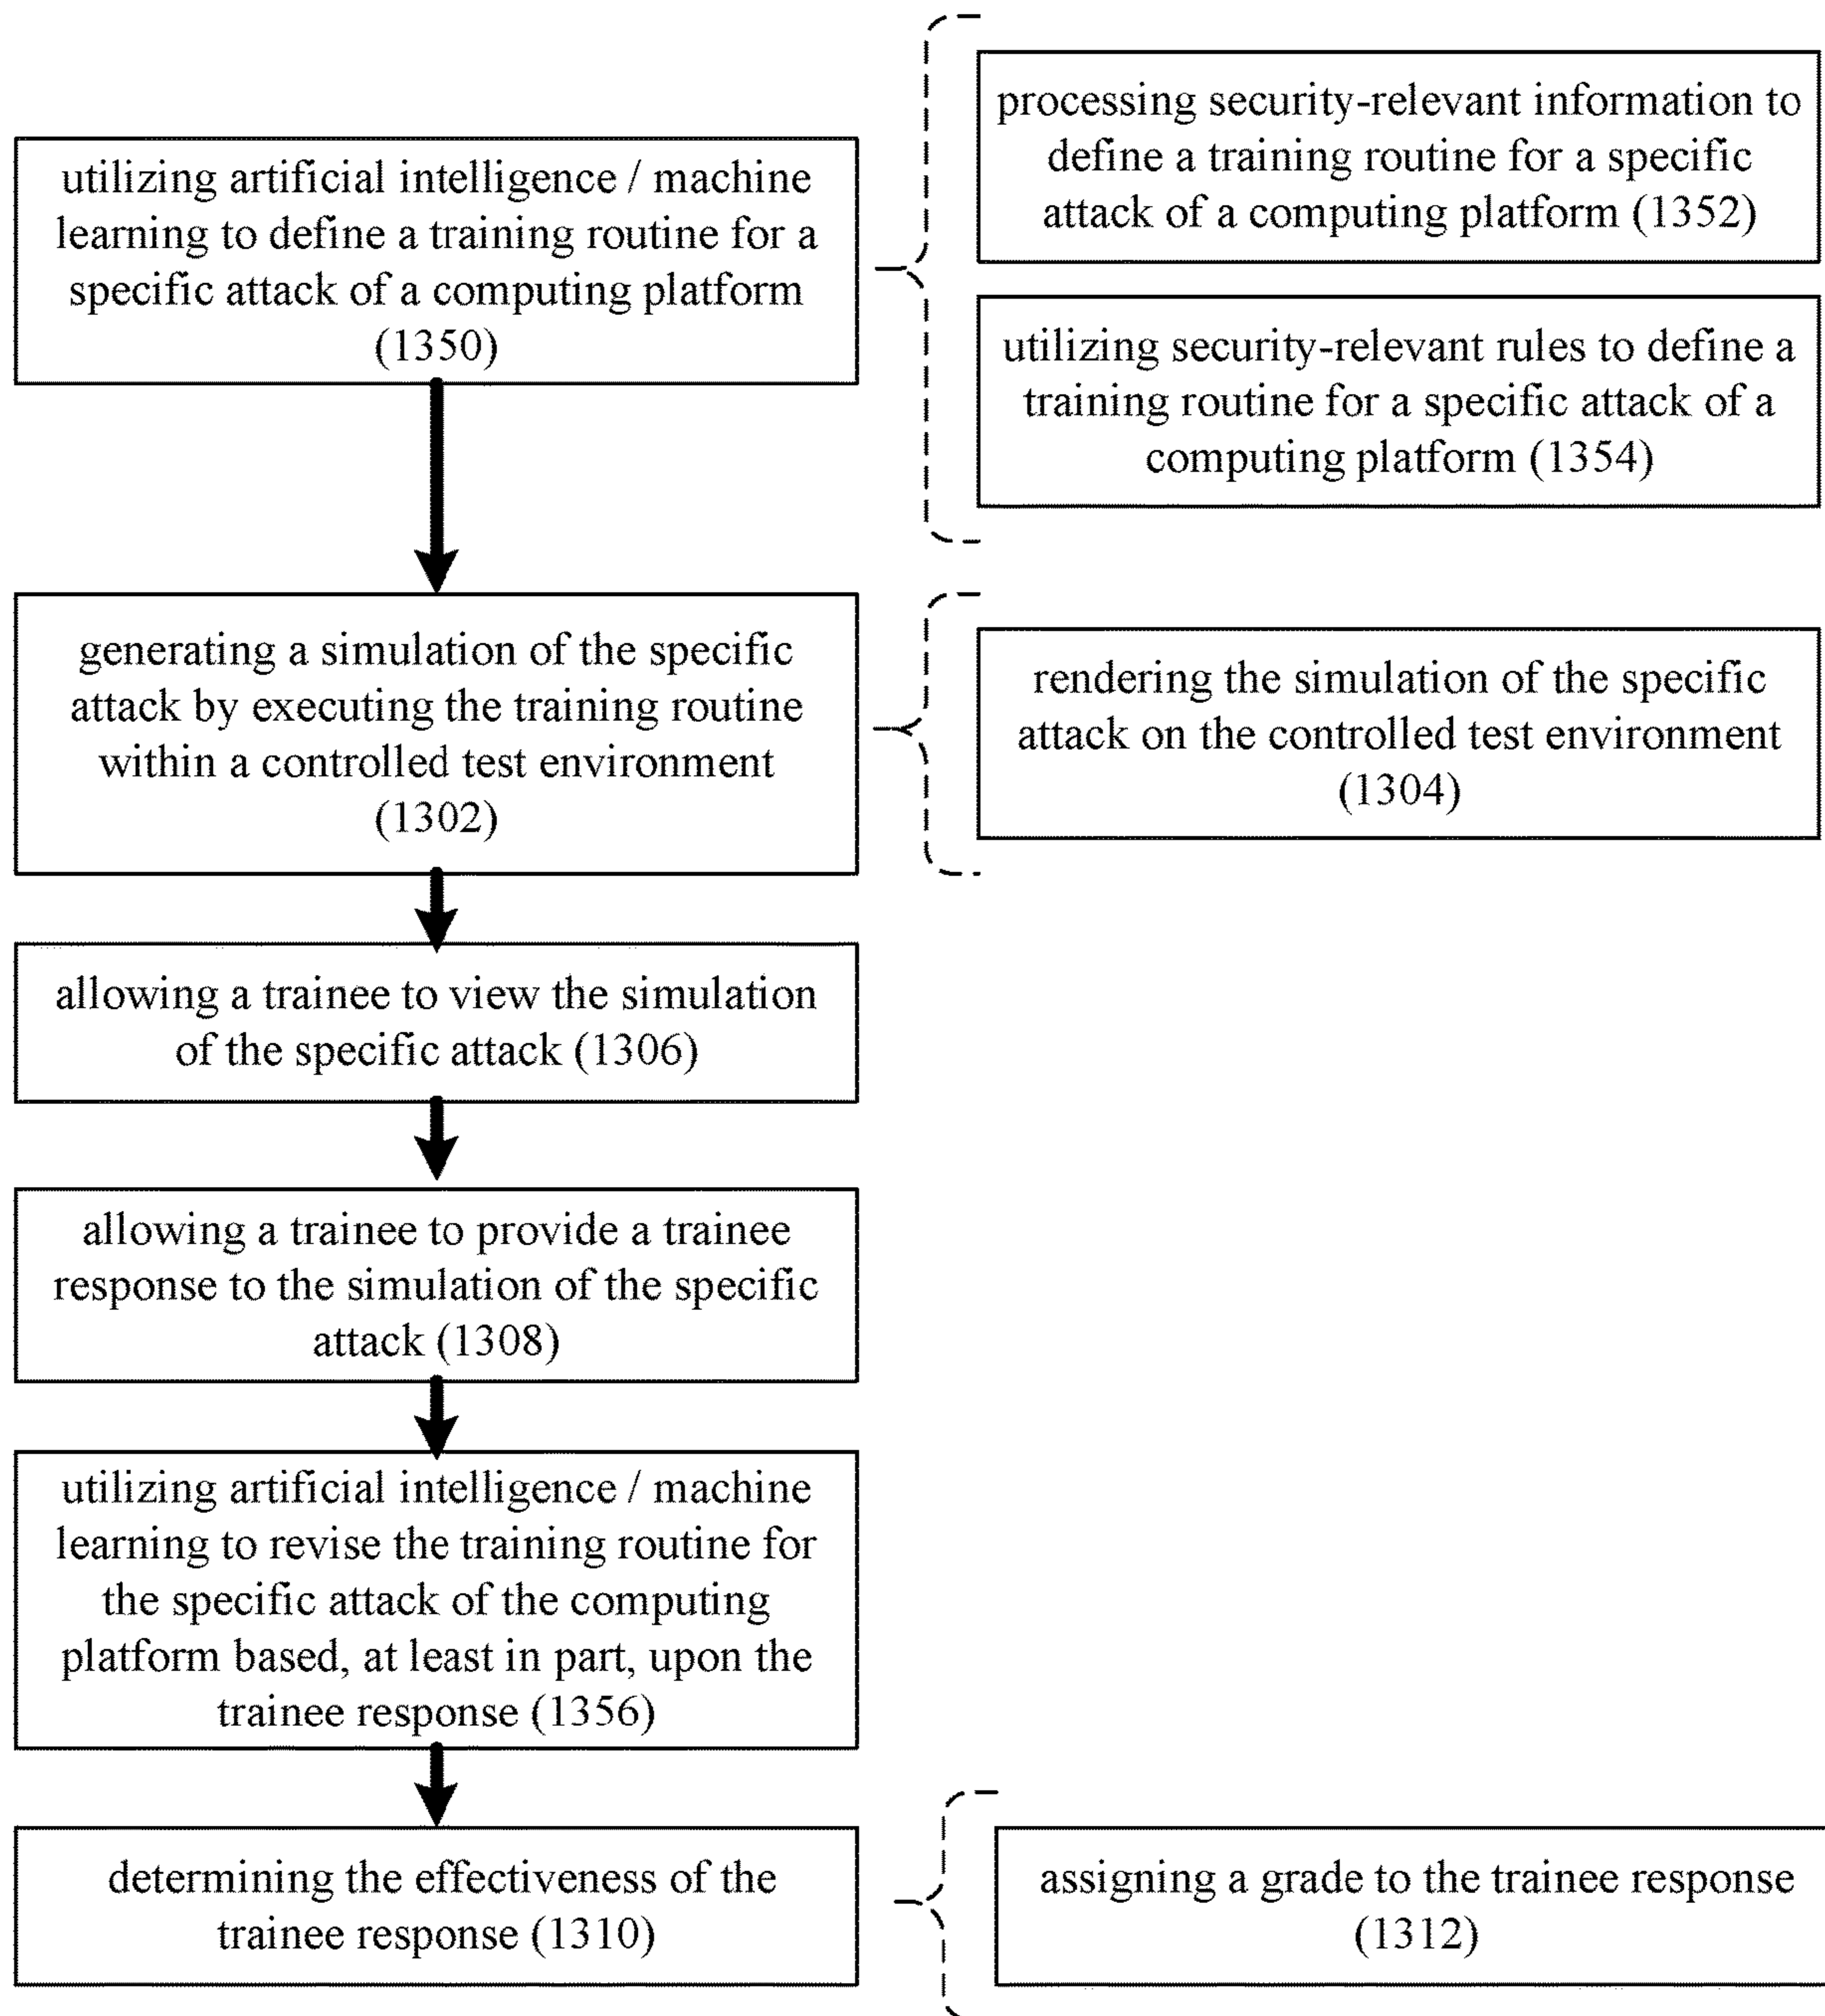 utilizing artificial intelligence / machine
learning to define a training routine for a
specific attack of a computing platform
(1350)
processing security-relevant information to
define a training routine for a specific
attack of a computing platform (1352)
utilizing security-relevant rules to define a
training routine for a specific attack of a
computing platform (1354)
generating a simulation of the specific
attack by executing the training routine
within a controlled test environment
(1302)
rendering the simulation of the specific
attack on the controlled test environment
(1304)
allowing a trainee to view the simulation
of the specific attack (1306)
allowing a trainee to provide a trainee
response to the simulation of the specific
attack (1308)
utilizing artificial intelligence / machine
learning to revise the training routine for
the specific attack of the computing
platform based, at least in part, upon the
trainee response (1356)
determining the effectiveness of the
trainee response (1310)
assigning a grade to the trainee response
(1312)